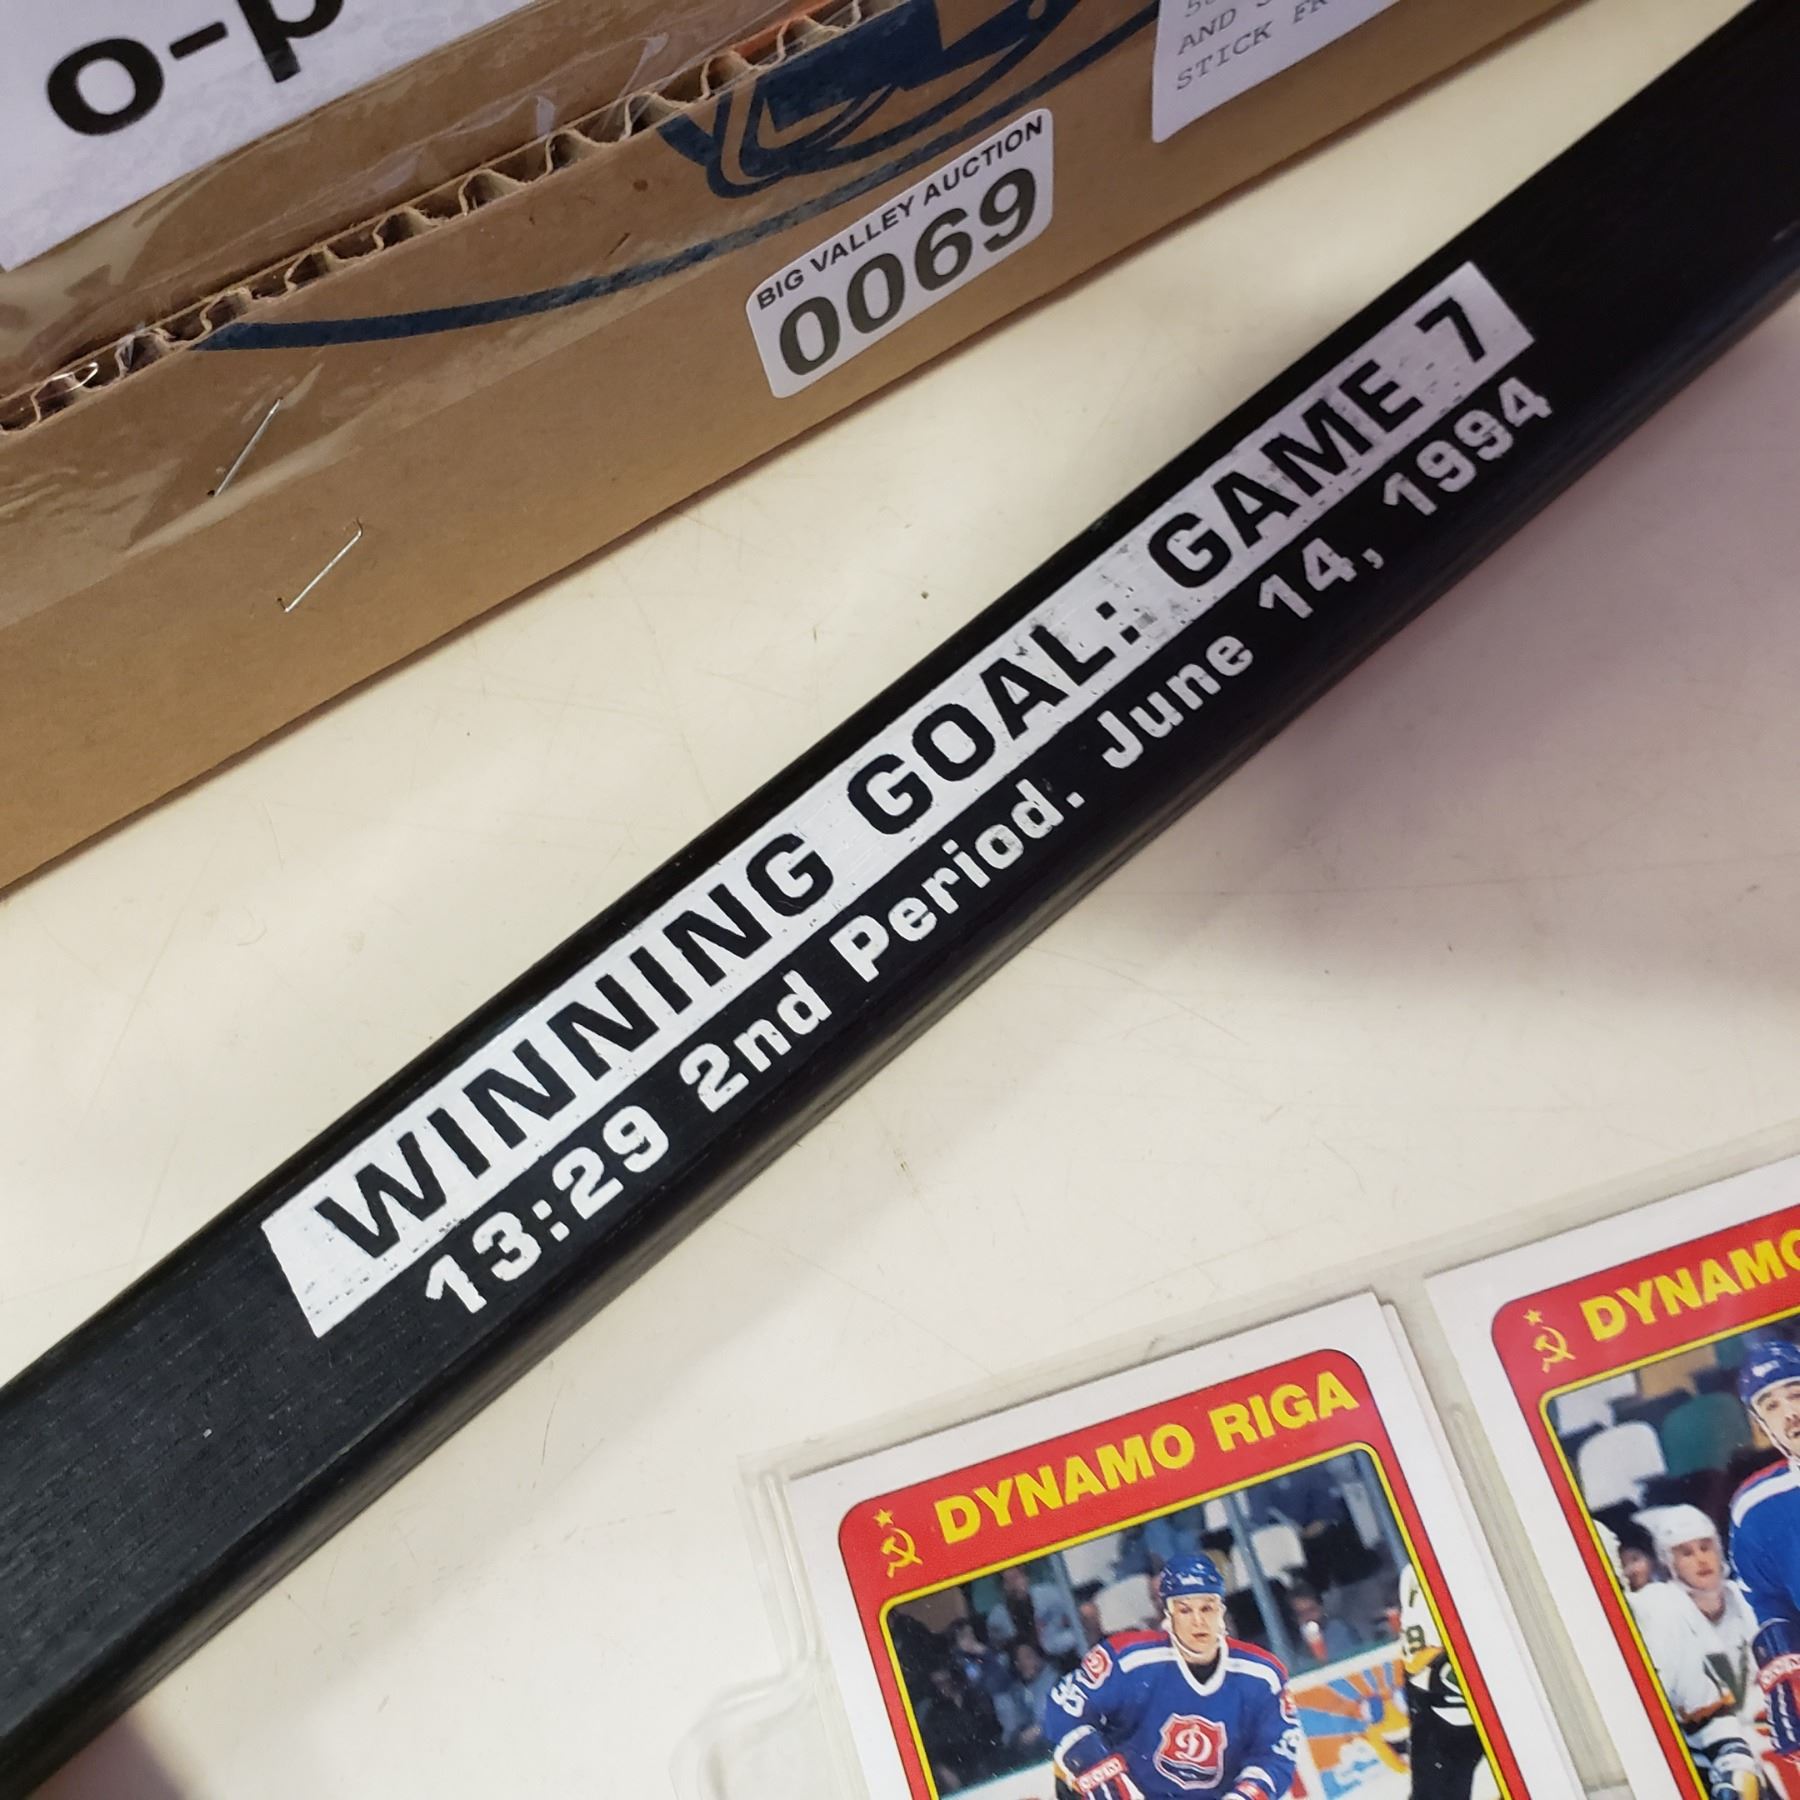 o-p
AND
STICK FR
BIG VALLEY AUCTION
0069
WINNING GOAL: GAME 7
13:29 2nd Period. June 14, 1994
DYNAMO RIGA
DYNAMO
D